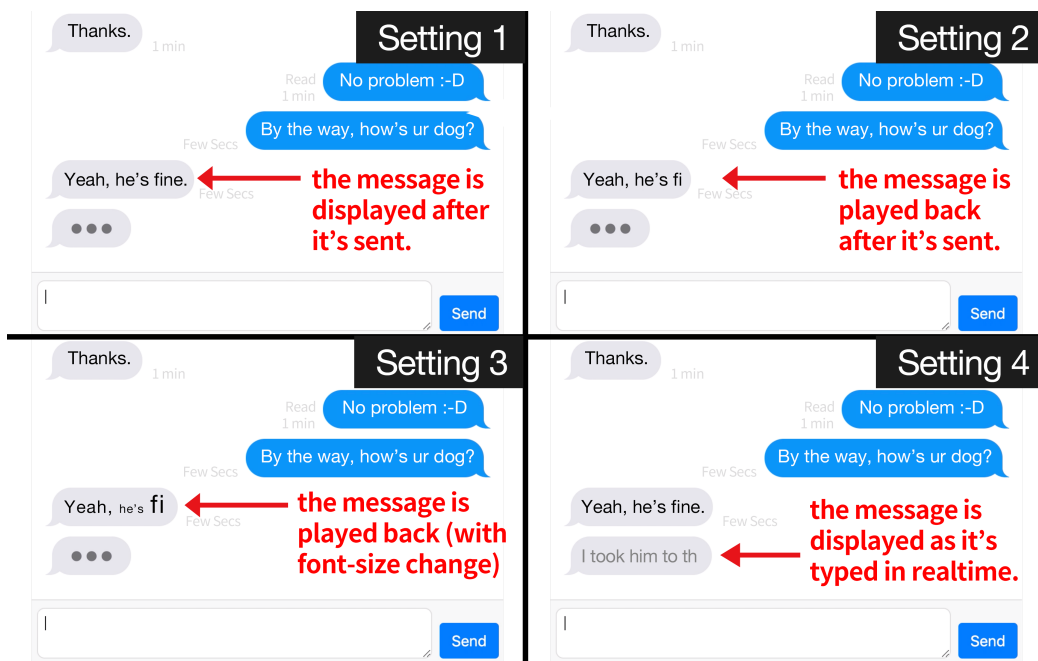 Setting 1
Thanks.
1 min
Read
1 min
No problem :-D
By the way, how's ur dog?
Few Secs
Yeah, he's fine.
Few Secs
the message is
displayed after
it's sent.
Send
Setting 2
Thanks.
1 min
Read
1 min
No problem :-D
By the way, how's ur dog?
Few Secs
Yeah, he's fi
Few Secs
the message is
played back
after it's sent.
Send
Setting 3
Thanks.
1 min
Read
1 min
No problem :-D
By the way, how's ur dog?
Few Secs
Yeah, he's fi
Few Secs
the message is
played back (with
font-size change)
Send
Setting 4
Thanks.
1 min
Read
1 min
No problem :-D
By the way, how's ur dog?
Few Secs
Yeah, he's fine.
Few Secs
I took him to th
the message is
displayed as it's
typed in realtime.
Send